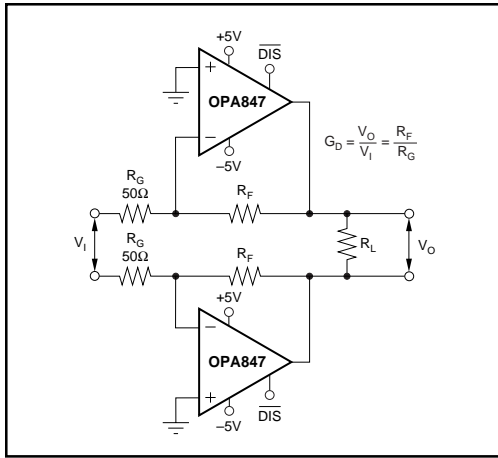 +5V
DIS
+
OPA847
−
−5V
G_D = V_O / V_I = R_F / R_G
R_G
50Ω
R_F
V_I
R_L
V_O
R_G
50Ω
R_F
+5V
−
OPA847
+
−5V
DIS